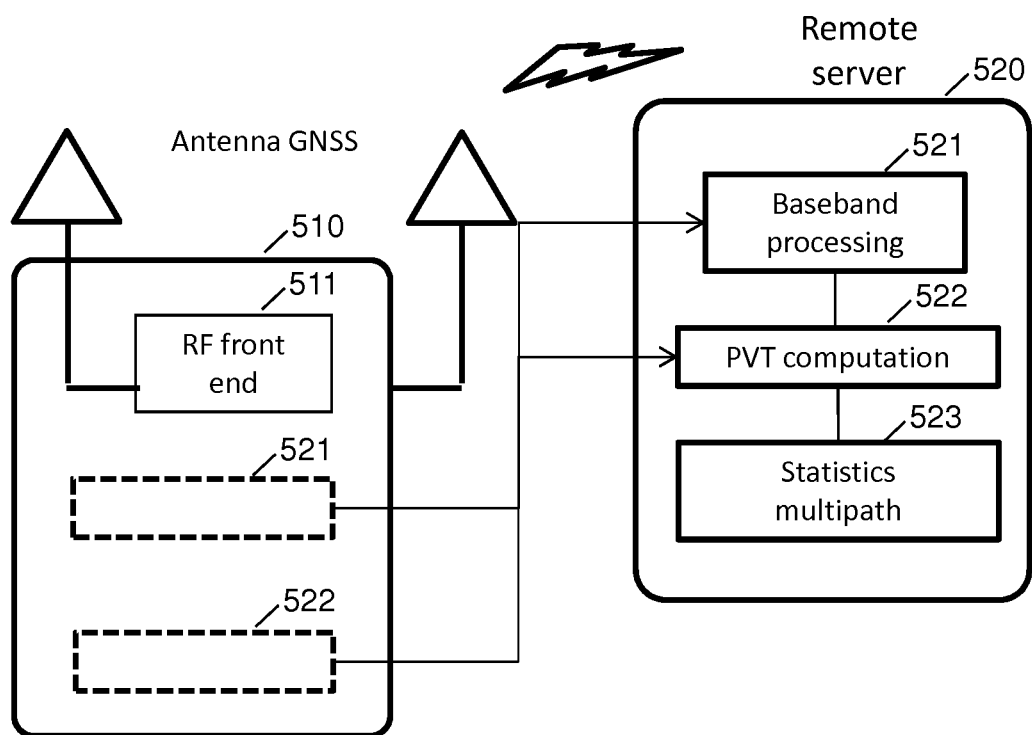 Remote
server
520
Antenna GNSS
521
Baseband
processing
510
511
RF front
end
522
PVT computation
523
Statistics
multipath
521
522